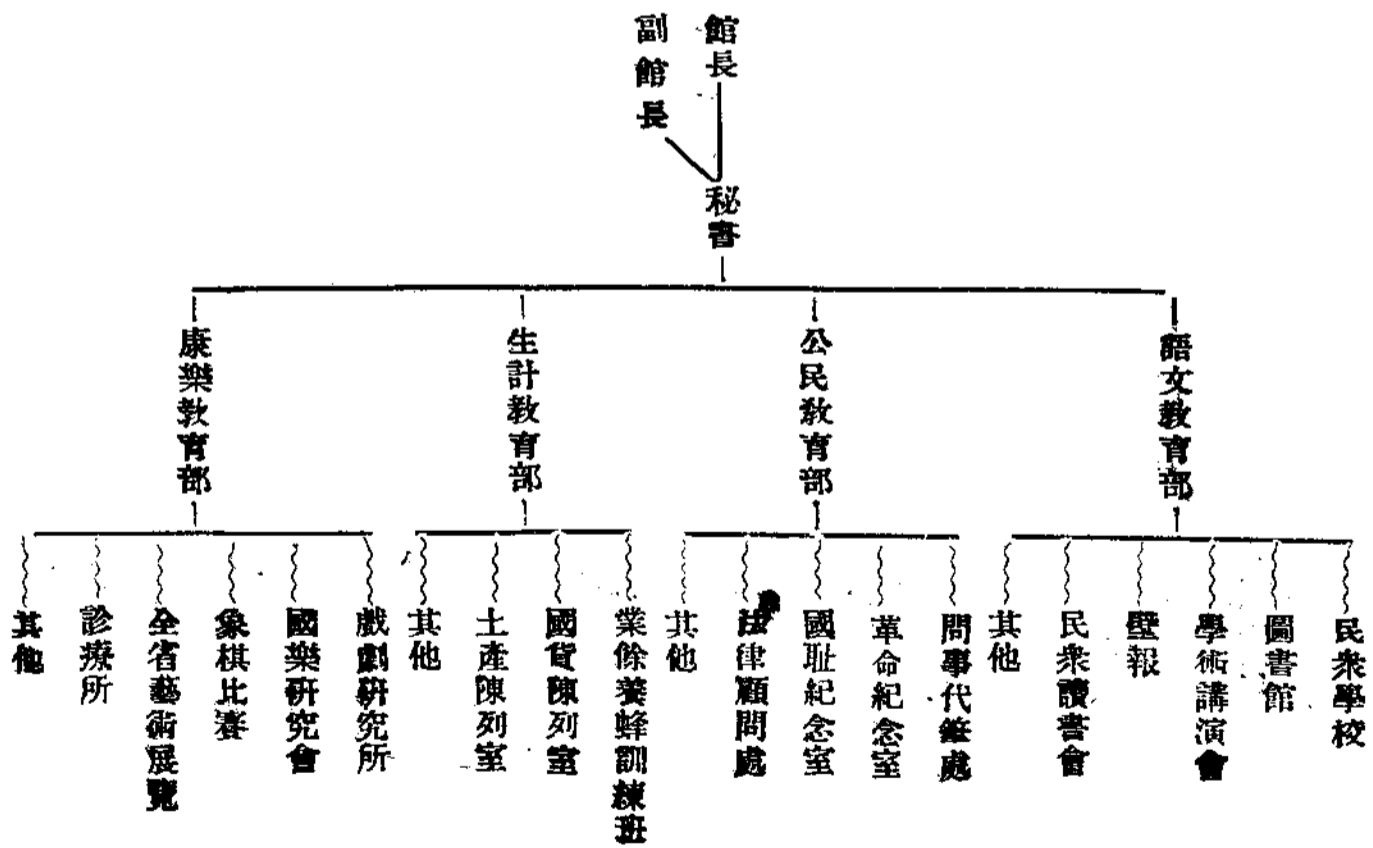 館長
副館長
秘書
語文教育部
公民教育部
生計教育部
康樂教育部
民衆學校
圖書館
學術講演會
壁報
民衆讀書會
其他
問事代筆處
革命紀念室
國耻紀念室
法律顧問處
其他
業餘養蜂訓練班
國貨陳列室
土產陳列室
其他
戲劇研究所
國樂研究會
象棋比賽
全省藝術展覽
診療所
其他